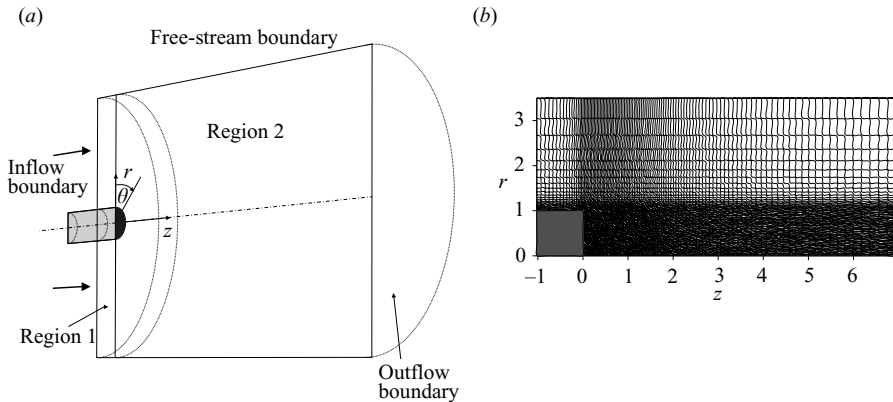 (a)
Free-stream boundary
Region 2
Inflow
boundary
r
θ
z
Region 1
Outflow
boundary
(b)
3
2
r
1
0
–1 0 1 2 3 4 5 6
z